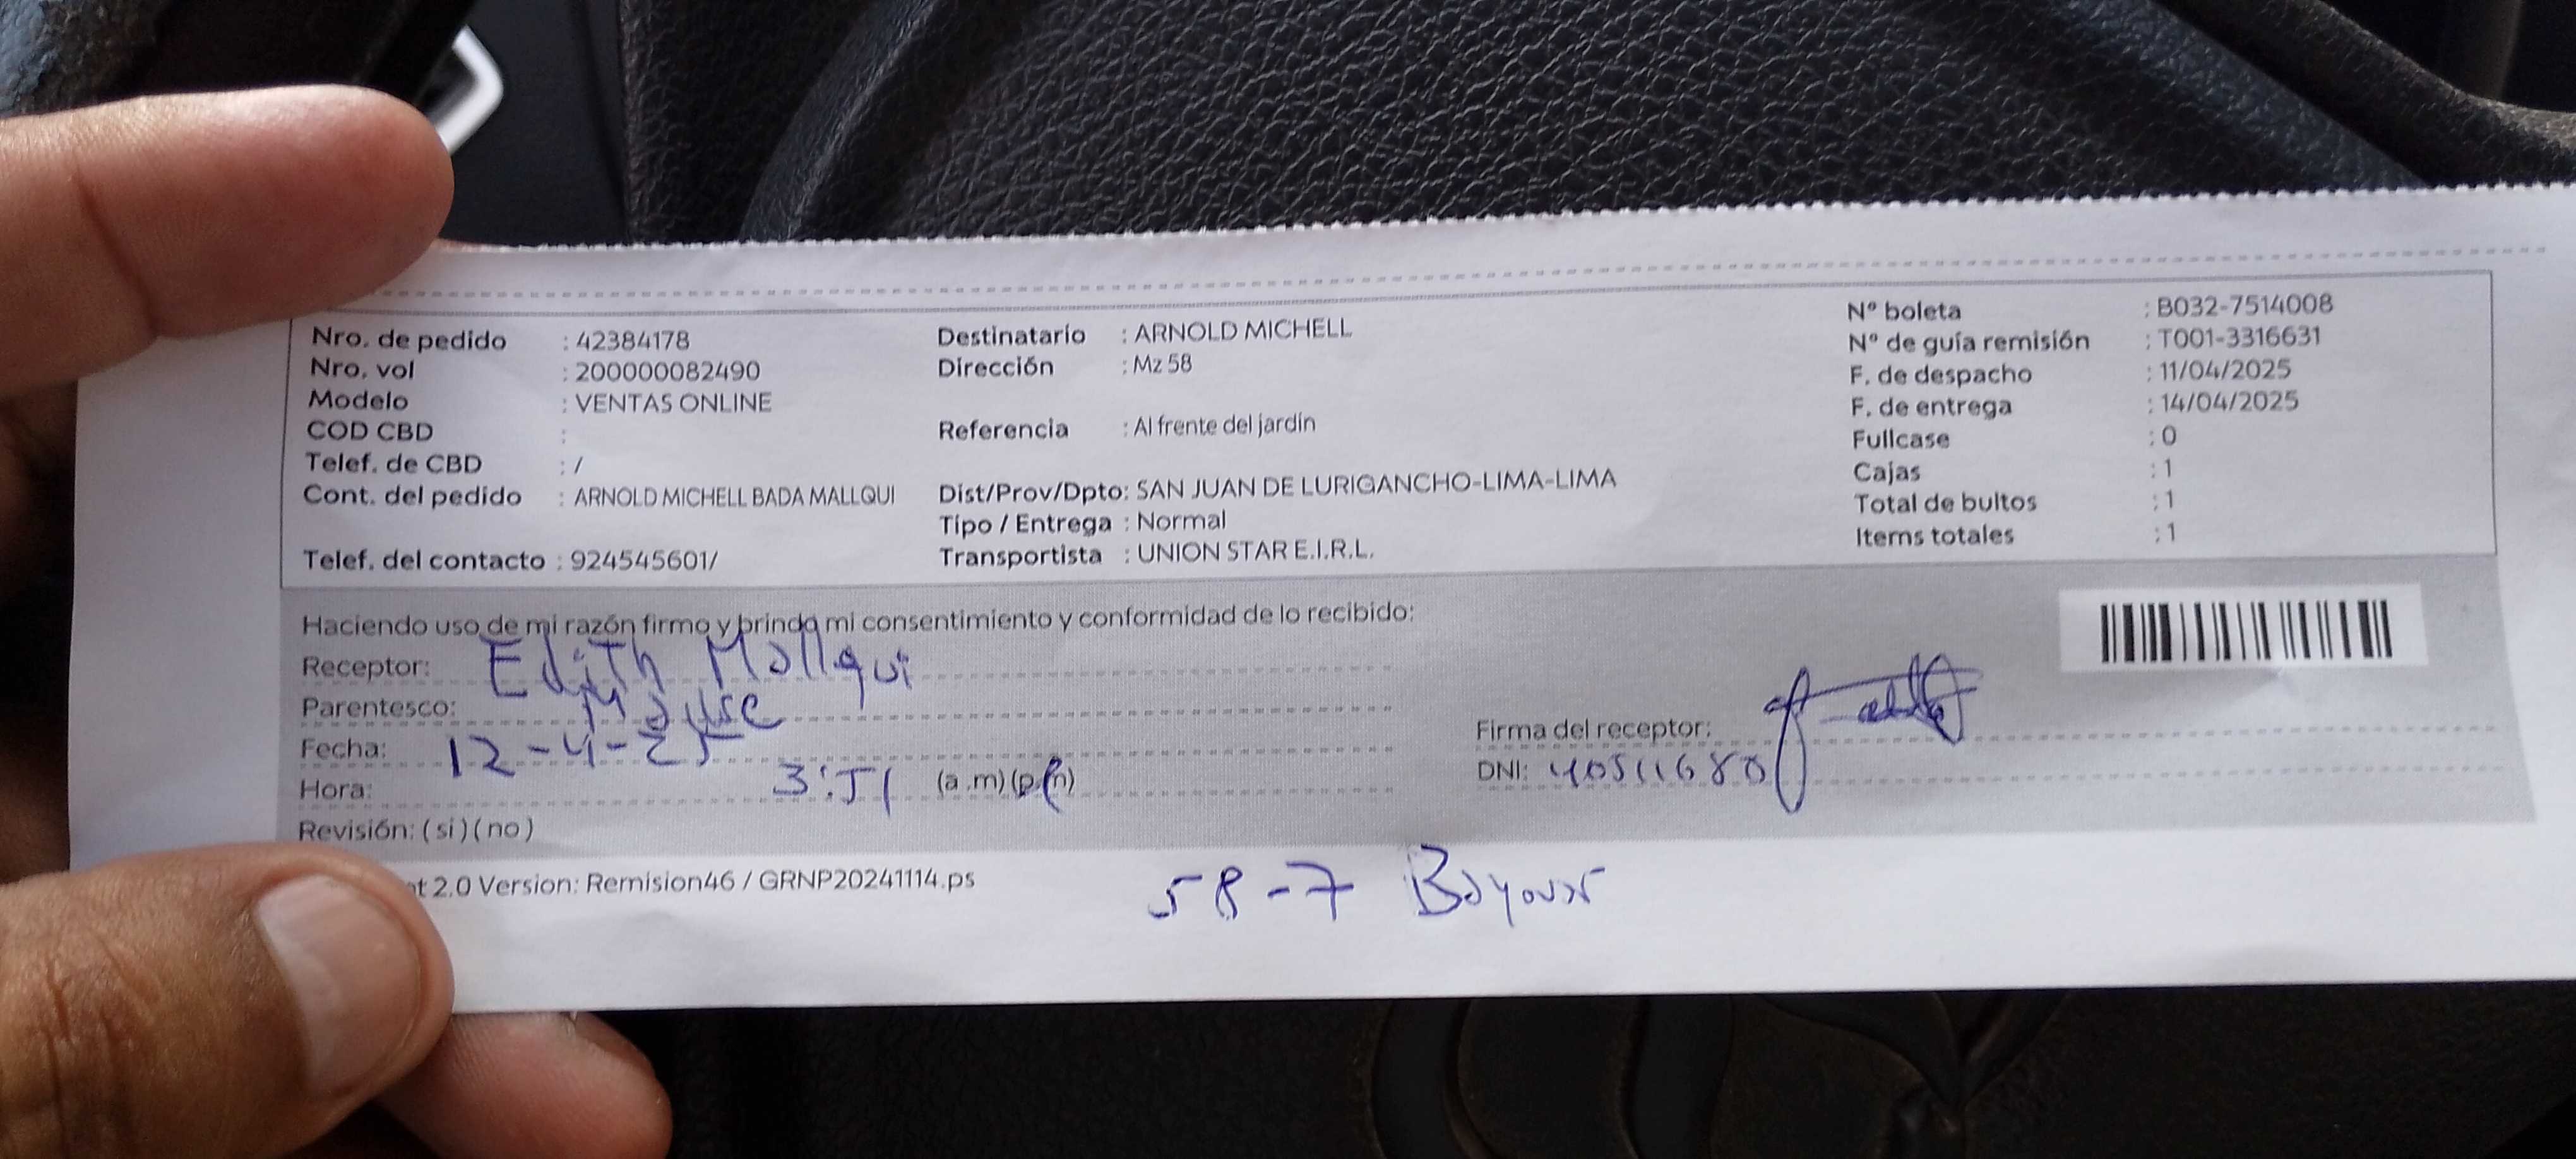 Nro. de pedido : 42384178
Nro. vol : 200000082490
Modelo : VENTAS ONLINE
COD CBD :
Telef. de CBD : /
Cont. del pedido : ARNOLD MICHELL BADA MALLQUI
Telef. del contacto : 924545601/
Destinatario : ARNOLD MICHELL
Dirección : Mz 58
Referencia : Al frente del jardín
Dist/Prov/Dpto: SAN JUAN DE LURIGANCHO-LIMA-LIMA
Tipo / Entrega : Normal
Transportista : UNION STAR E.I.R.L.
Nº boleta : B032-7514008
Nº de guía remisión : T001-3316631
F. de despacho : 11/04/2025
F. de entrega : 14/04/2025
Fullcase : 0
Cajas : 1
Total de bultos : 1
Items totales : 1
Haciendo uso de mi razón firmo y brindo mi consentimiento y conformidad de lo recibido:
Receptor: Edith Mallqui
Parentesco:
Fecha: 12-4-25
Hora: 3:51 (a.m)(p.m)
Revisión: (si)(no)
Firma del receptor:
DNI: 40511680
2.0 Version: Remision46 / GRNP20241114.ps
58-7